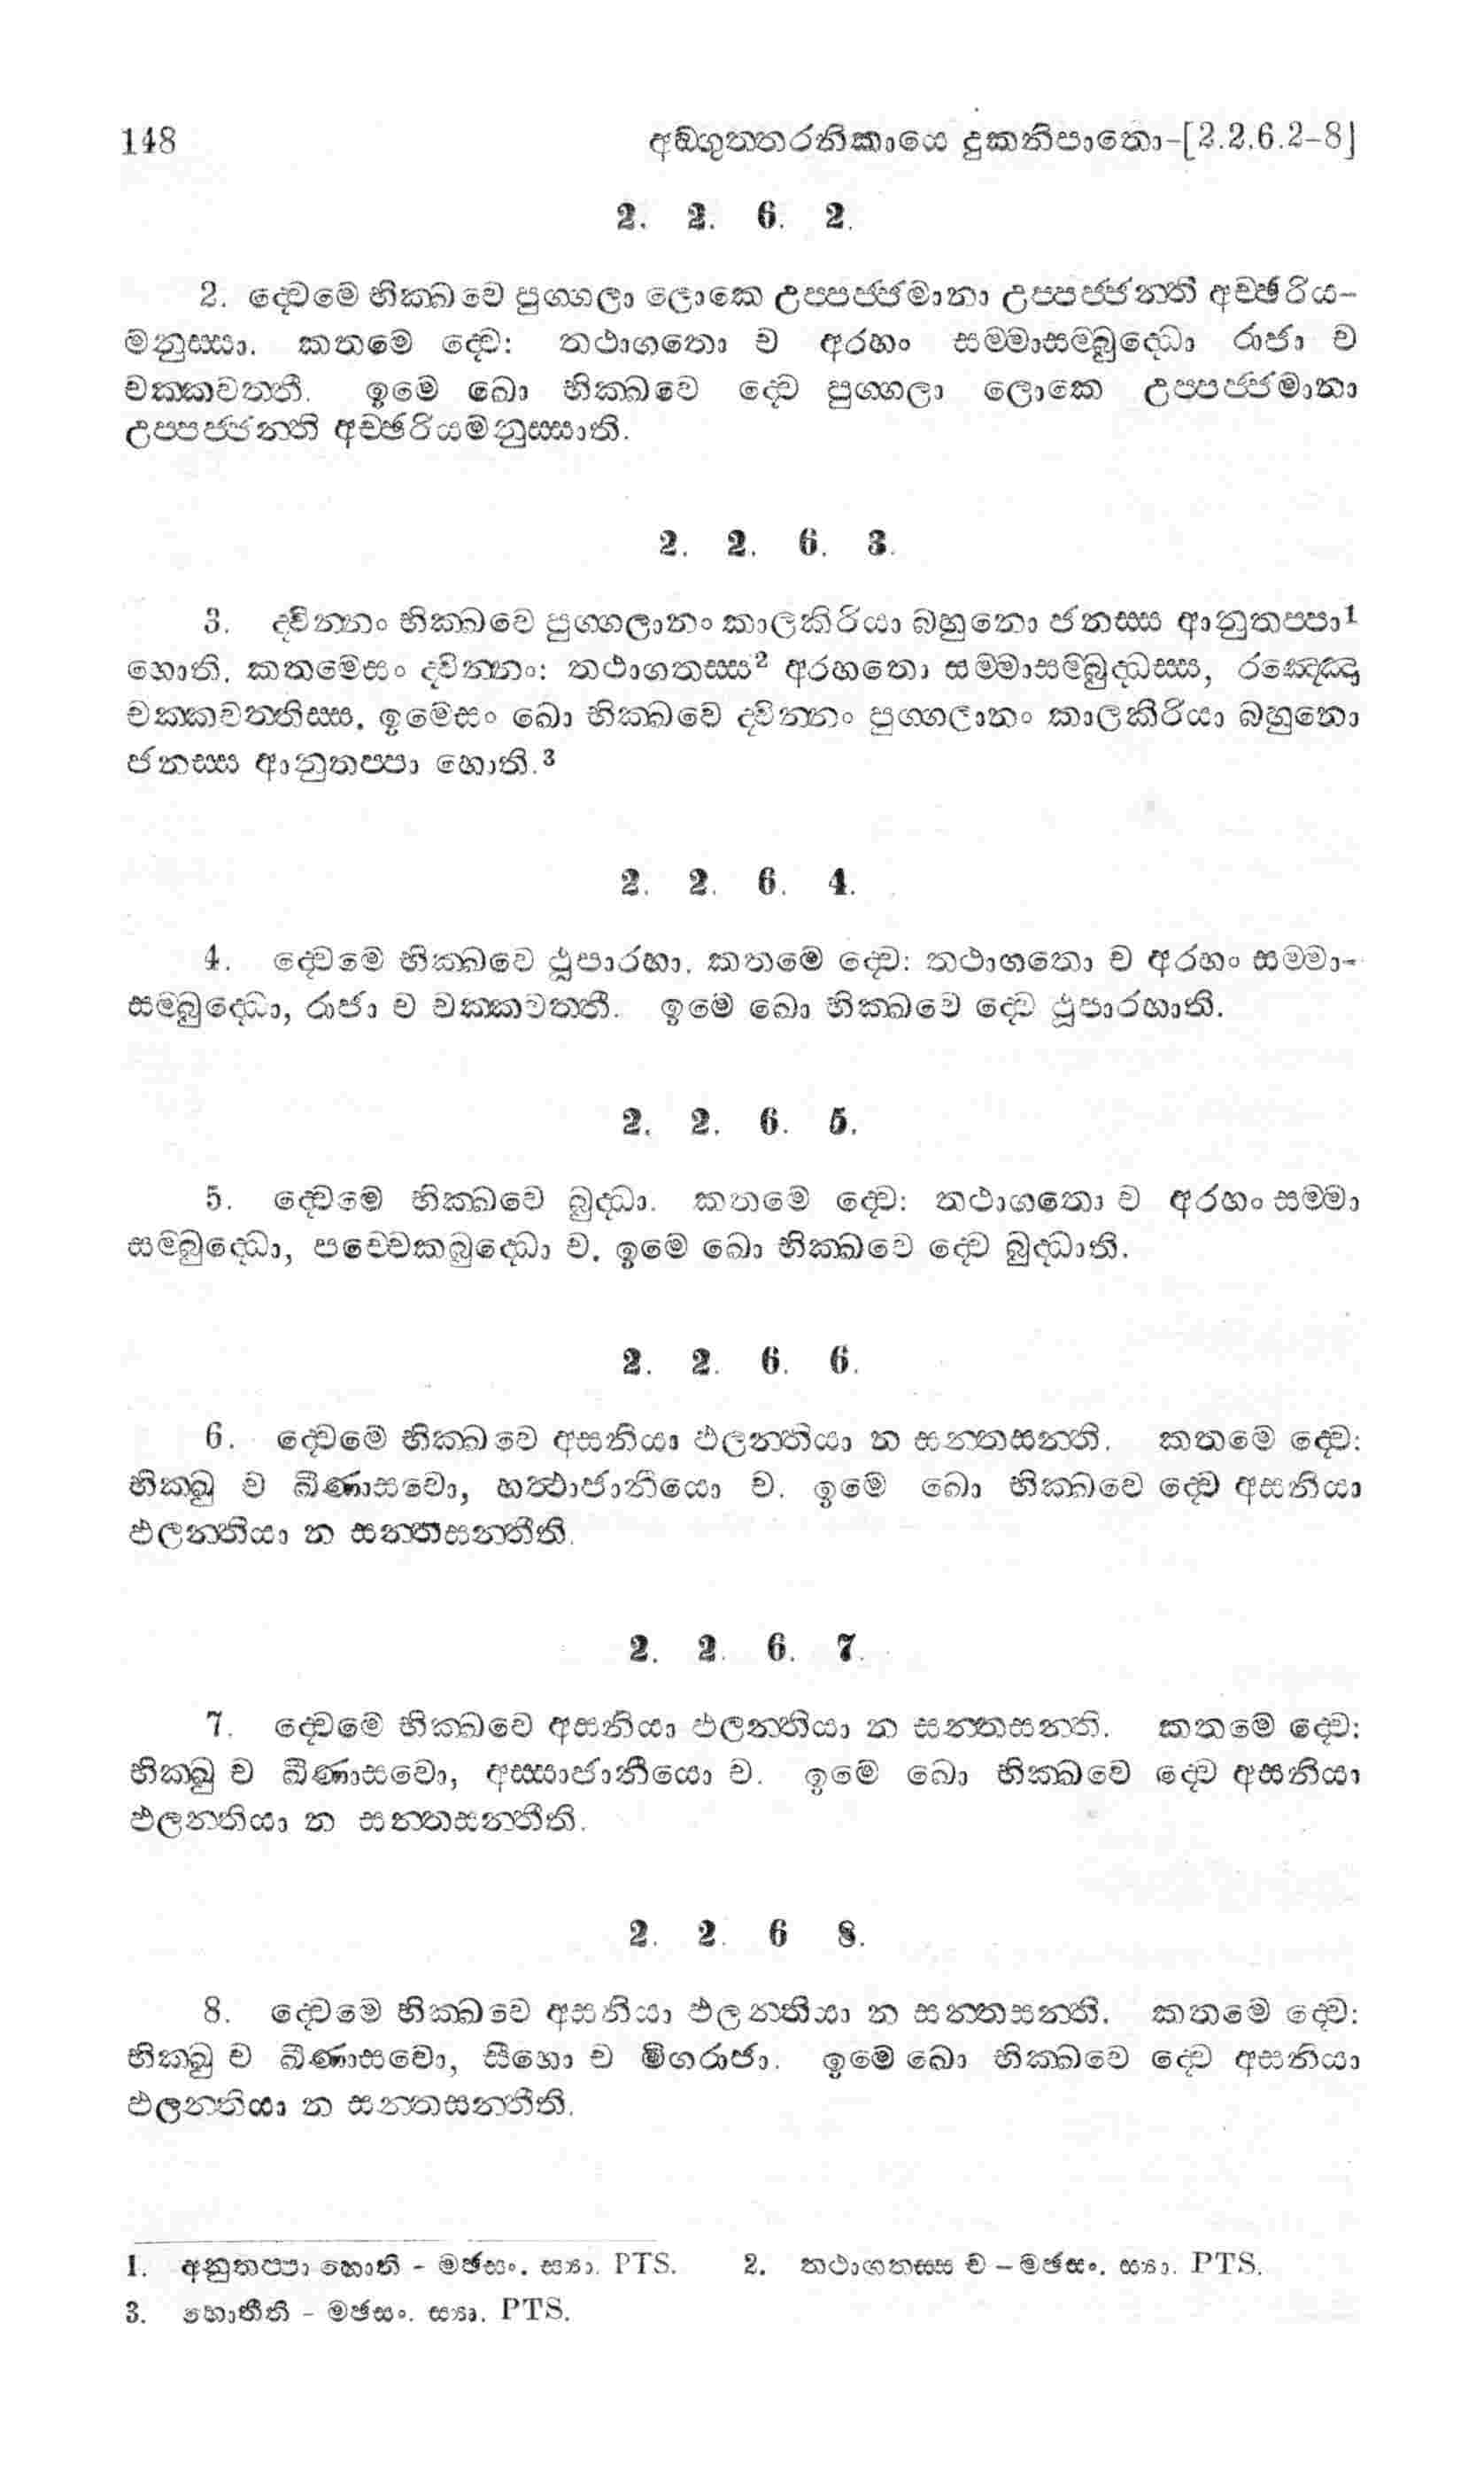 148 අඞ්ගුත්තරනිකායෙ දුකනිපාතො-[2.2.6.2-8]
2. 2. 6. 2.
2. ද්වෙමෙ භික්ඛවෙ පුග්ගලා ලොකෙ උප්පජ්ජමානා උප්පජ්ජන්ති අච්ඡරිය-
මනුස්සා. කතමෙ ද්වෙ: තථාගතො ච අරහං සම්මාසම්බුද්ධො රාජා ච
චක්කවත්තී. ඉමෙ ඛො භික්ඛවෙ ද්වෙ පුග්ගලා ලොකෙ උප්පජ්ජමානා
උප්පජ්ජන්ති අච්ඡරියමනුස්සාති.
2. 2. 6. 3.
3. ද්වින්නං භික්ඛවෙ පුග්ගලානං කාලකිරියා බහුනො ජනස්ස ආනුතප්පා1
හොති. කතමෙසං ද්වින්නං: තථාගතස්ස2 අරහතො සම්මාසම්බුද්ධස්ස, රඤ්ඤො
චක්කවත්තිස්ස. ඉමෙසං ඛො භික්ඛවෙ ද්වින්නං පුග්ගලානං කාලකිරියා බහුනො
ජනස්ස ආනුතප්පා හොති.3
2. 2. 6. 4.
4. ද්වෙමෙ භික්ඛවෙ ථූපාරහා. කතමෙ ද්වෙ: තථාගතො ච අරහං සම්මා-
සම්බුද්ධො, රාජා ච චක්කවත්තී. ඉමෙ ඛො භික්ඛවෙ ද්වෙ ථූපාරහාති.
2. 2. 6. 5.
5. ද්වෙමෙ භික්ඛවෙ බුද්ධා. කතමෙ ද්වෙ: තථාගතො ච අරහං සම්මා
සම්බුද්ධො, පච්චෙකබුද්ධො ච. ඉමෙ ඛො භික්ඛවෙ ද්වෙ බුද්ධාති.
2. 2. 6. 6.
6. ද්වෙමෙ භික්ඛවෙ අසනියා ඵලන්තියා න සන්තසන්ති. කතමෙ ද්වෙ:
භික්ඛු ච ඛීණාසවො, හත්ථාජානීයො ච. ඉමෙ ඛො භික්ඛවෙ ද්වෙ අසනියා
ඵලන්තියා න සන්තසන්තීති.
2. 2. 6. 7.
7. ද්වෙමෙ භික්ඛවෙ අසනියා ඵලන්තියා න සන්තසන්ති. කතමෙ ද්වෙ:
භික්ඛු ච ඛීණාසවො, අස්සාජානීයො ච. ඉමෙ ඛො භික්ඛවෙ ද්වෙ අසනියා
ඵලන්තියා න සන්තසන්තීති.
2. 2. 6 8.
8. ද්වෙමෙ භික්ඛවෙ අසනියා ඵලන්තියා න සන්තසන්ති. කතමෙ ද්වෙ:
භික්ඛු ච ඛීණාසවො, සීහො ච මිගරාජා. ඉමෙ ඛො භික්ඛවෙ ද්වෙ අසනියා
ඵලන්තියා න සන්තසන්තීති.
1. අනුතප්පා හොති - මඡසං. ස්‍යා. PTS. 2. තථාගතස්ස ච - මඡසං. ස්‍යා. PTS.
3. හොතීති - මඡසං. ස්‍යා. PTS.